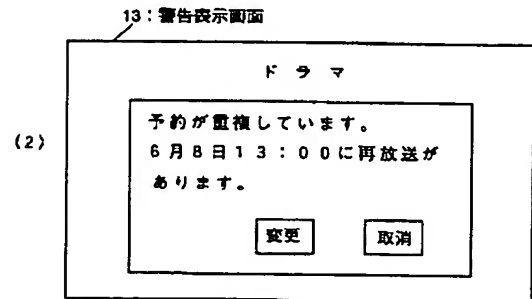 13：警告表示画面
ドラマ
(2)
予約が重複しています。
6月8日13：00に再放送が
あります。
変更 取消